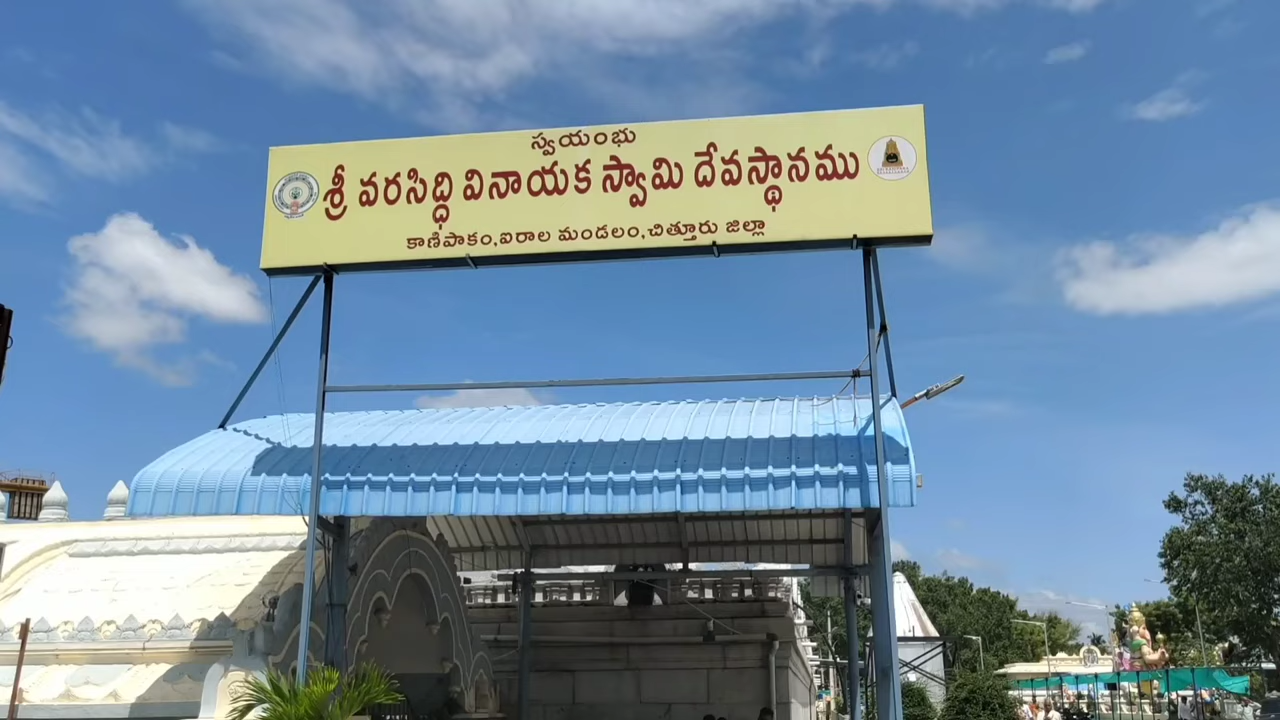 స్వయంభు
శ్రీ వరసిద్ధి వినాయక స్వామి దేవస్థానము
కాణిపాకం,ఐరాల మండలం,చిత్తూరు జిల్లా